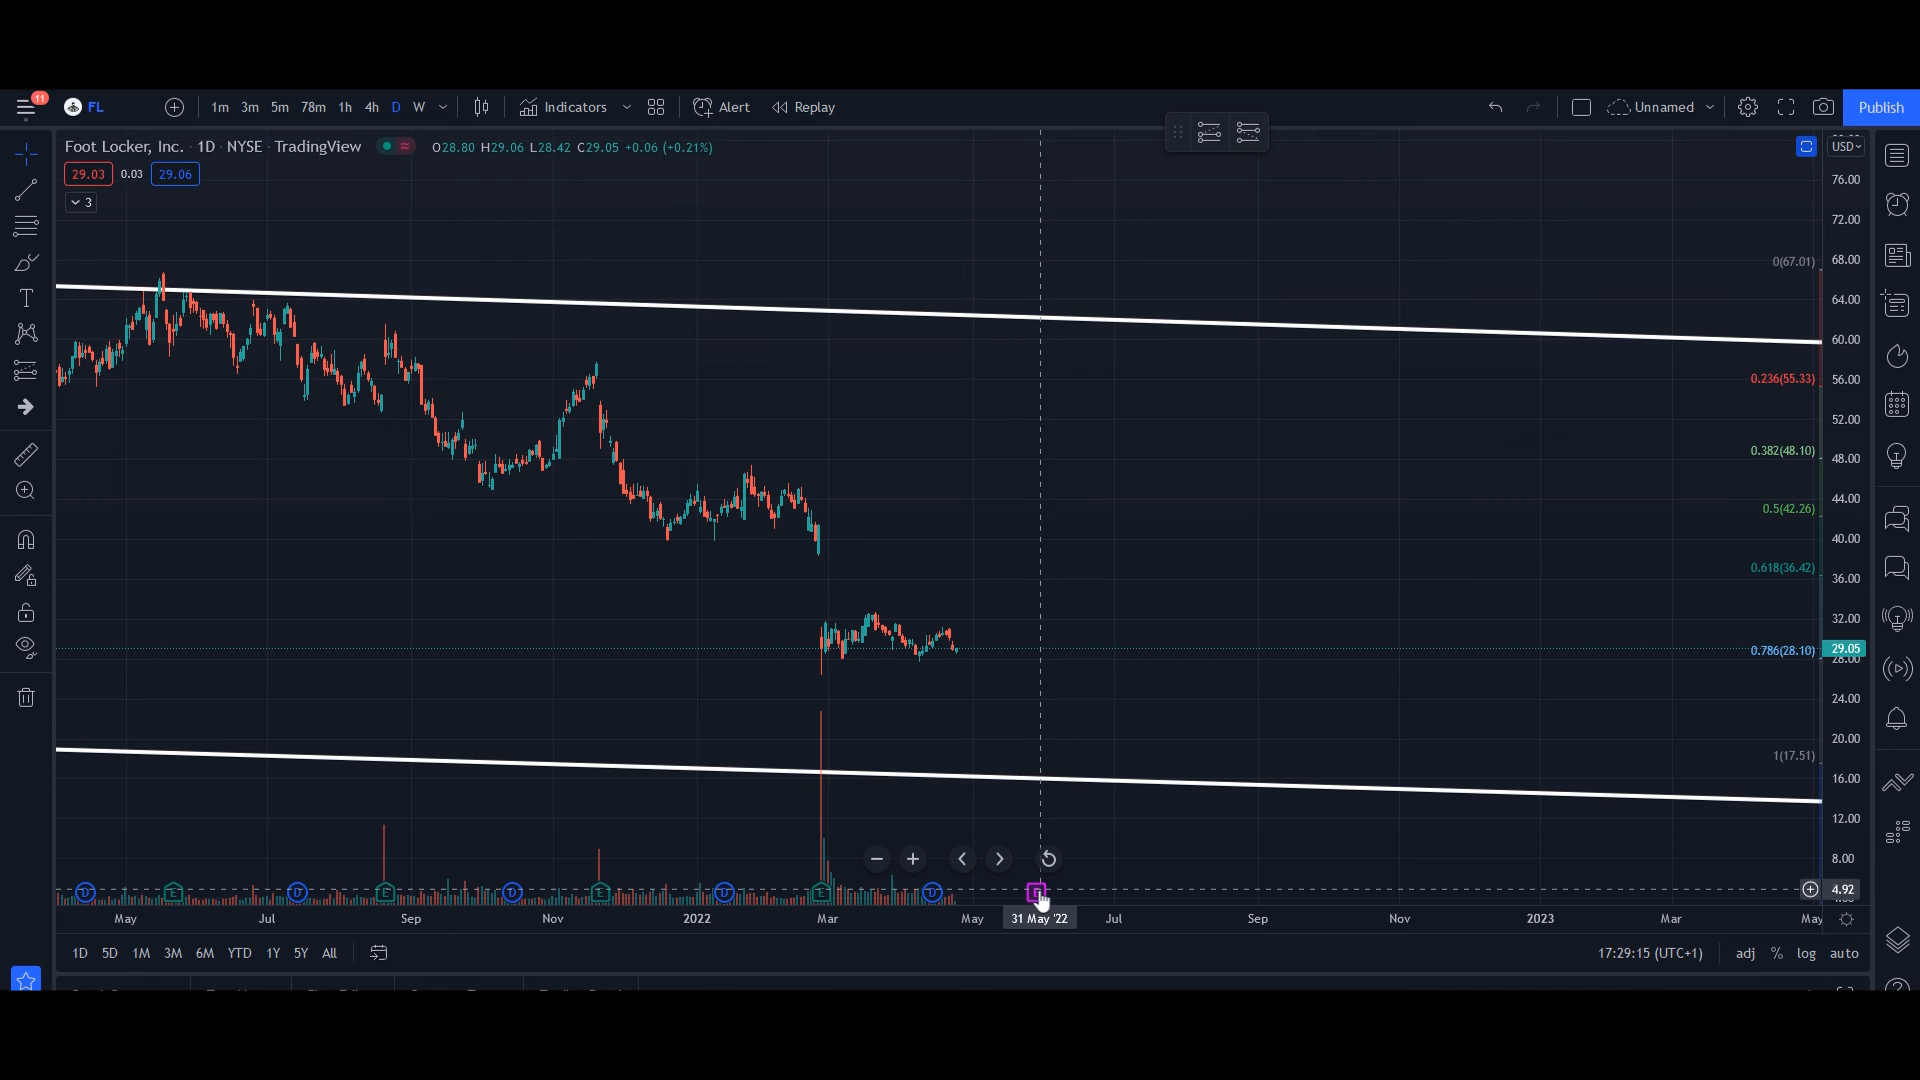 11
FL
1m 3m 5m 78m 1h 4h D W
Indicators
Alert
Replay
Unnamed
Publish
Foot Locker, Inc. · 1D · NYSE · TradingView
O28.80 H29.06 L28.42 C29.05 +0.06 (+0.21%)
USD
29.03 0.03 29.06
3
76.00
72.00
68.00
0(67.01)
64.00
60.00
56.00
0.236(55.33)
52.00
48.00
0.382(48.10)
44.00
0.5(42.26)
40.00
36.00
0.618(36.42)
32.00
29.05
28.00
0.786(28.10)
24.00
20.00
1(17.51)
16.00
12.00
8.00
4.92
D E D E D E D E D
May Jul Sep Nov 2022 Mar May 31 May '22 Jul Sep Nov 2023 Mar May
1D 5D 1M 3M 6M YTD 1Y 5Y All
17:29:15 (UTC+1)
adj % log auto